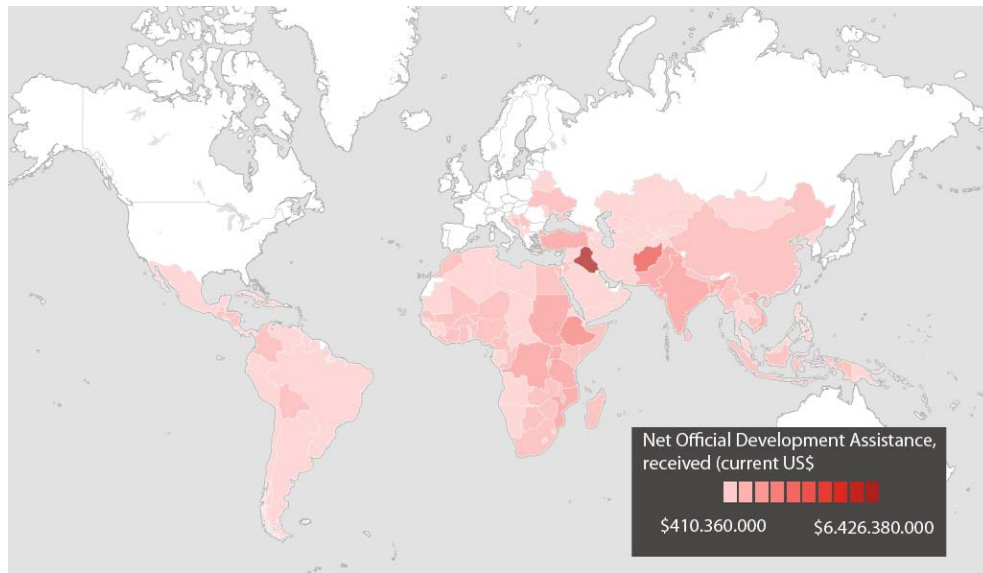 Net Official Development Assistance,
received (current US$
$410.360.000
$6.426.380.000